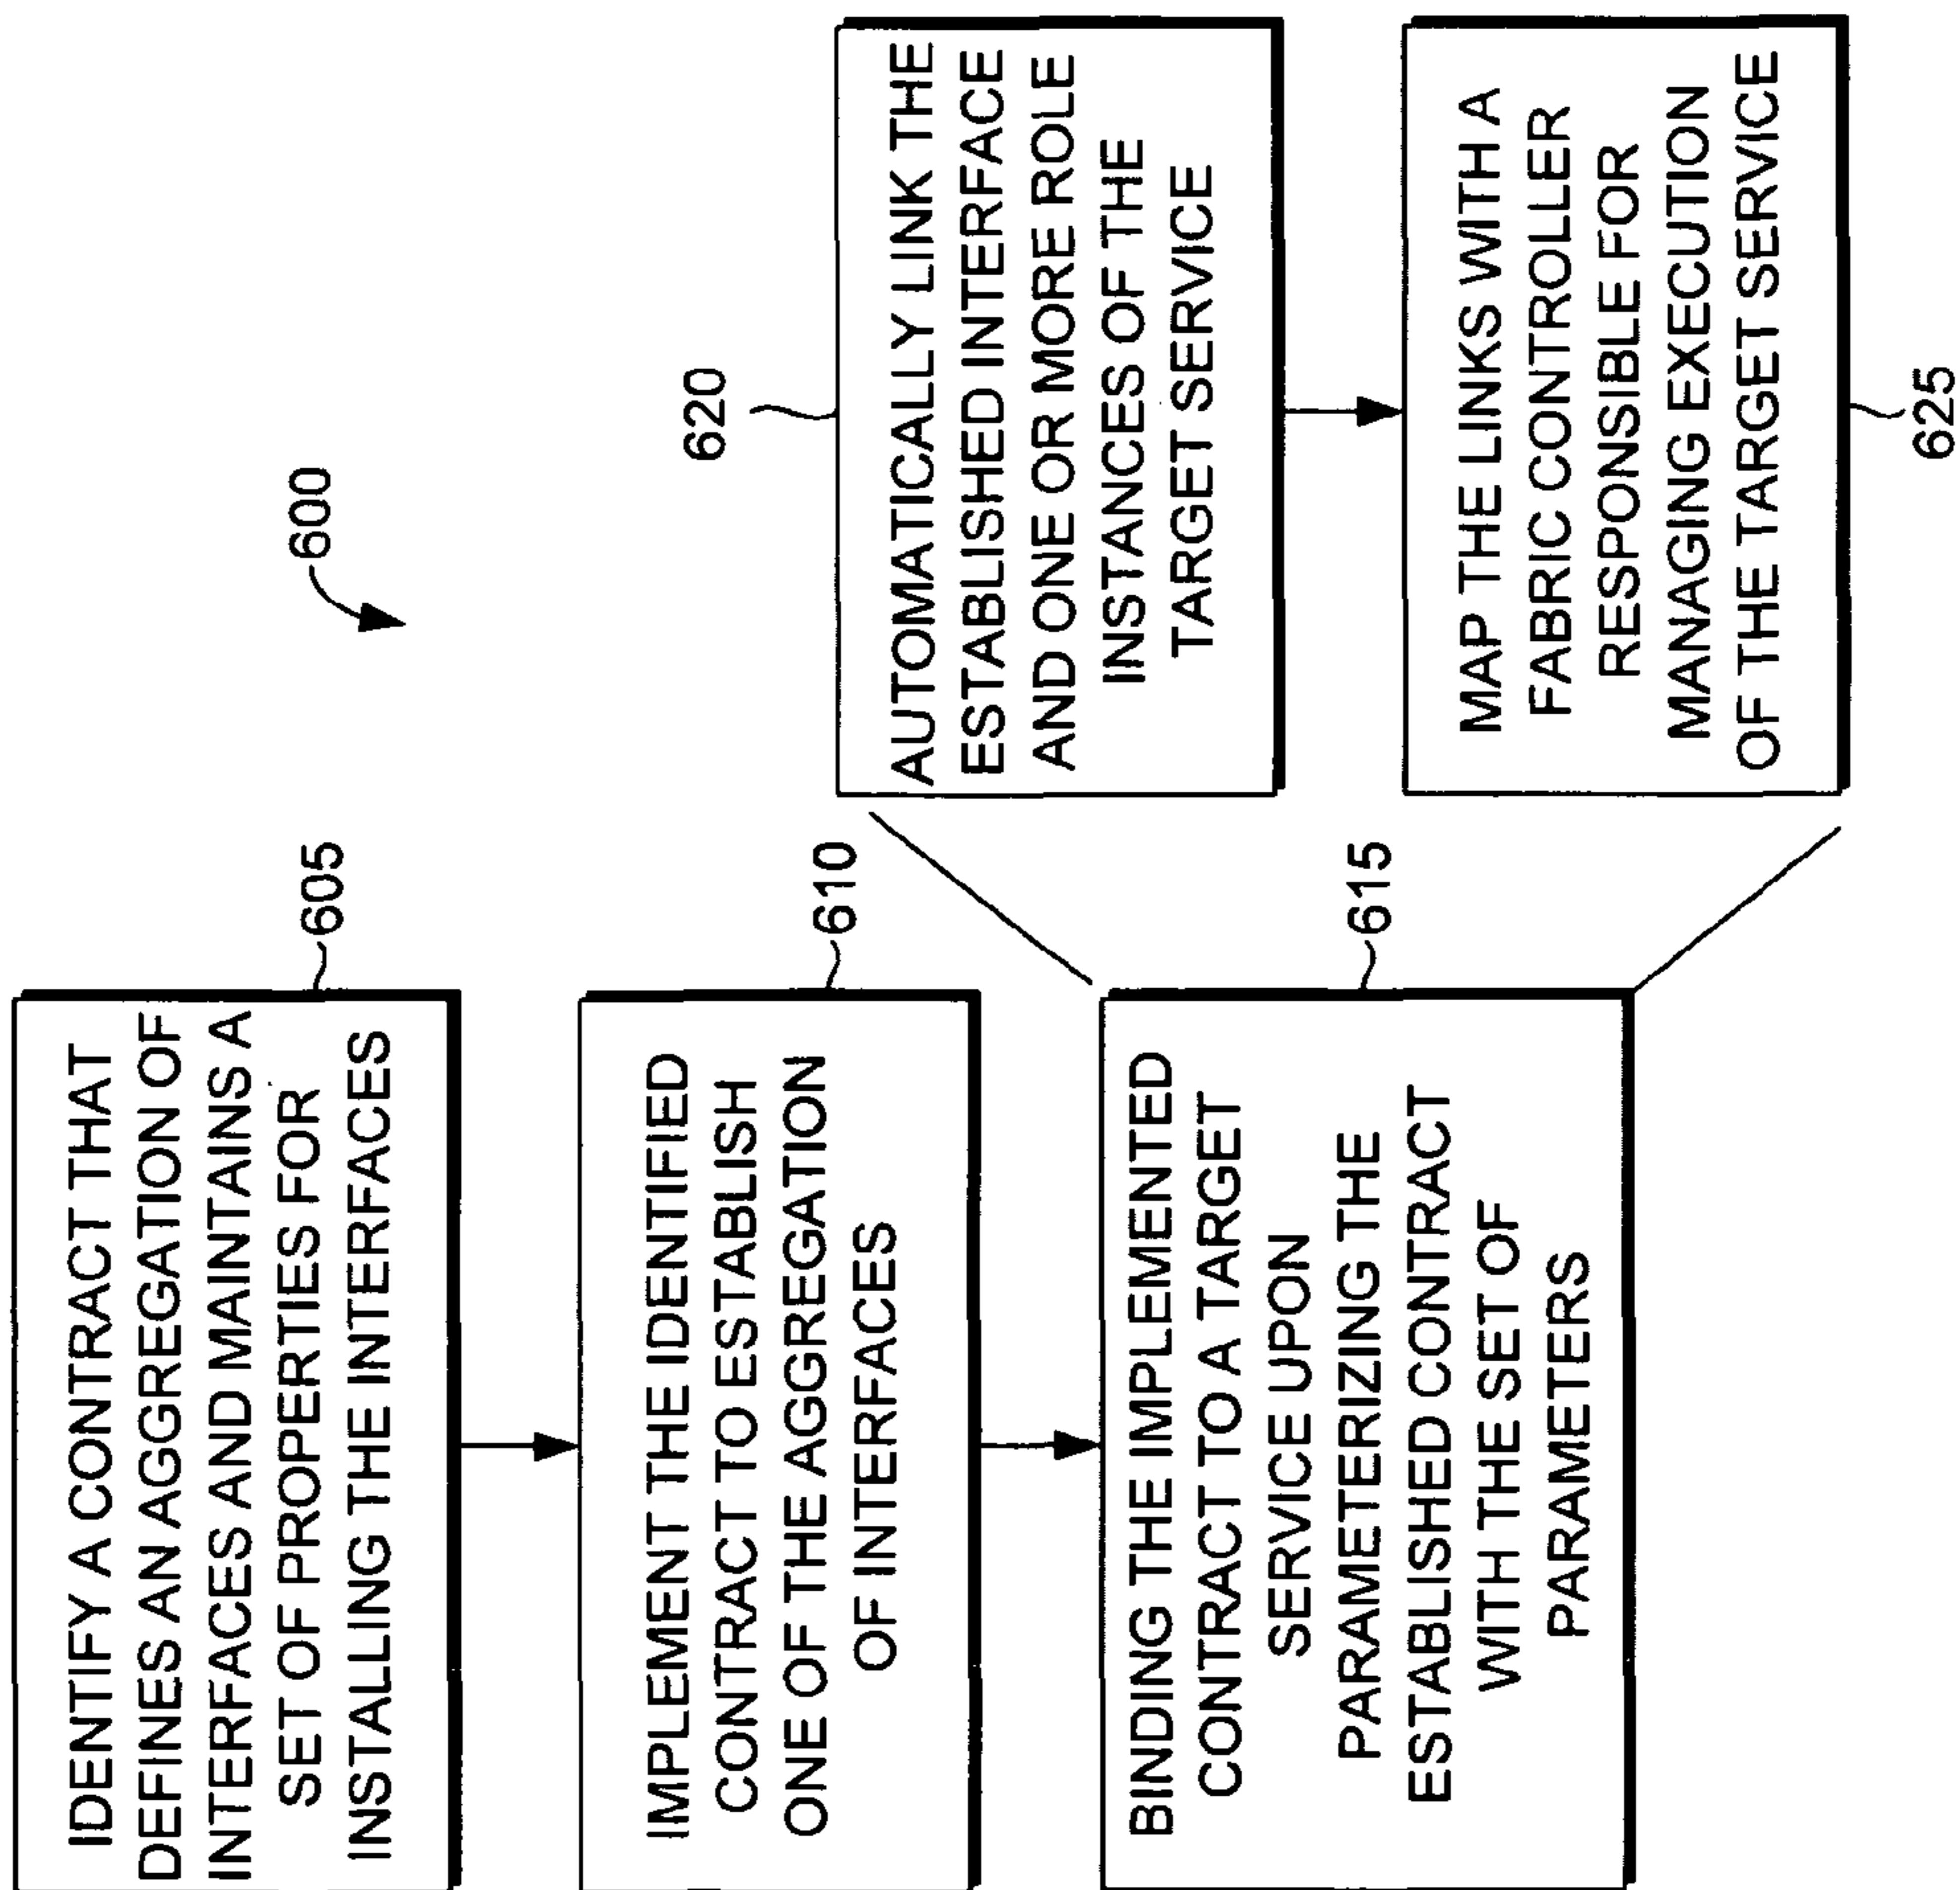 600
IDENTIFY A CONTRACT THAT
DEFINES AN AGGREGATION OF
INTERFACES AND MAINTAINS A
SET OF PROPERTIES FOR
INSTALLING THE INTERFACES
605
IMPLEMENT THE IDENTIFIED
CONTRACT TO ESTABLISH
ONE OF THE AGGREGATION
OF INTERFACES
610
BINDING THE IMPLEMENTED
CONTRACT TO A TARGET
SERVICE UPON
PARAMETERIZING THE
ESTABLISHED CONTRACT
WITH THE SET OF
PARAMETERS
615
620
AUTOMATICALLY LINK THE
ESTABLISHED INTERFACE
AND ONE OR MORE ROLE
INSTANCES OF THE
TARGET SERVICE
MAP THE LINKS WITH A
FABRIC CONTROLLER
RESPONSIBLE FOR
MANAGING EXECUTION
OF THE TARGET SERVICE
625